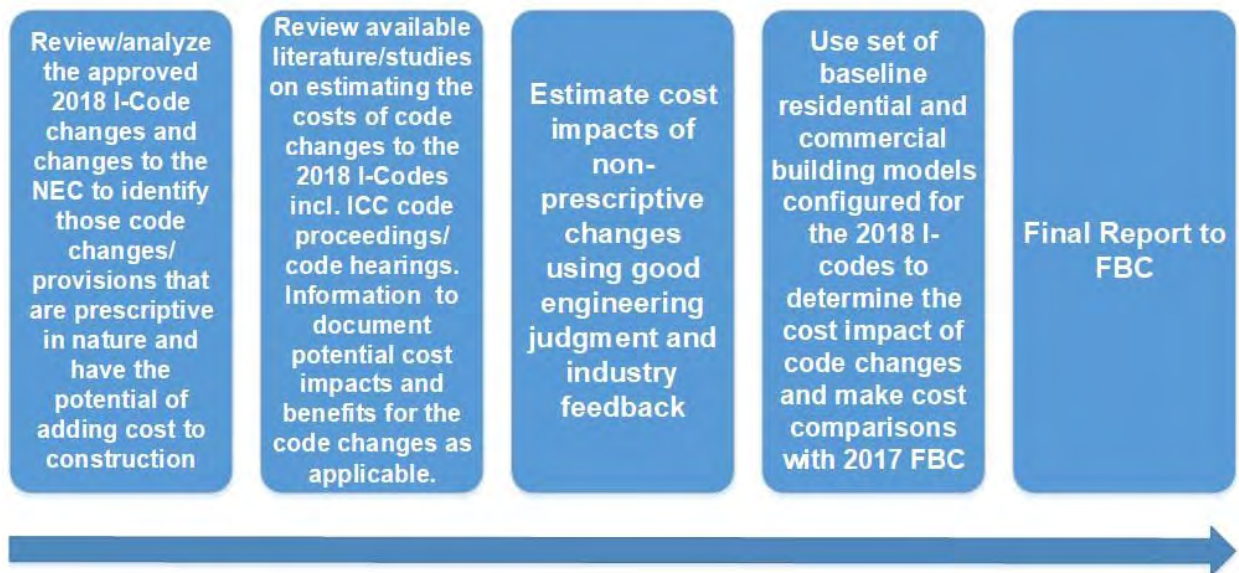 Review/analyze
the approved
2018 I-Code
changes and
changes to the
NEC to identify
those code
changes/
provisions that
are prescriptive
in nature and
have the
potential of
adding cost to
construction
Review available
literature/studies
on estimating the
costs of code
changes to the
2018 I-Codes
incl. ICC code
proceedings/
code hearings.
Information to
document
potential cost
impacts and
benefits for the
code changes as
applicable.
Estimate cost
impacts of
non-
prescriptive
changes
using good
engineering
judgment and
industry
feedback
Use set of
baseline
residential and
commercial
building models
configured for
the 2018 I-
codes to
determine the
cost impact of
code changes
and make cost
comparisons
with 2017 FBC
Final Report to
FBC